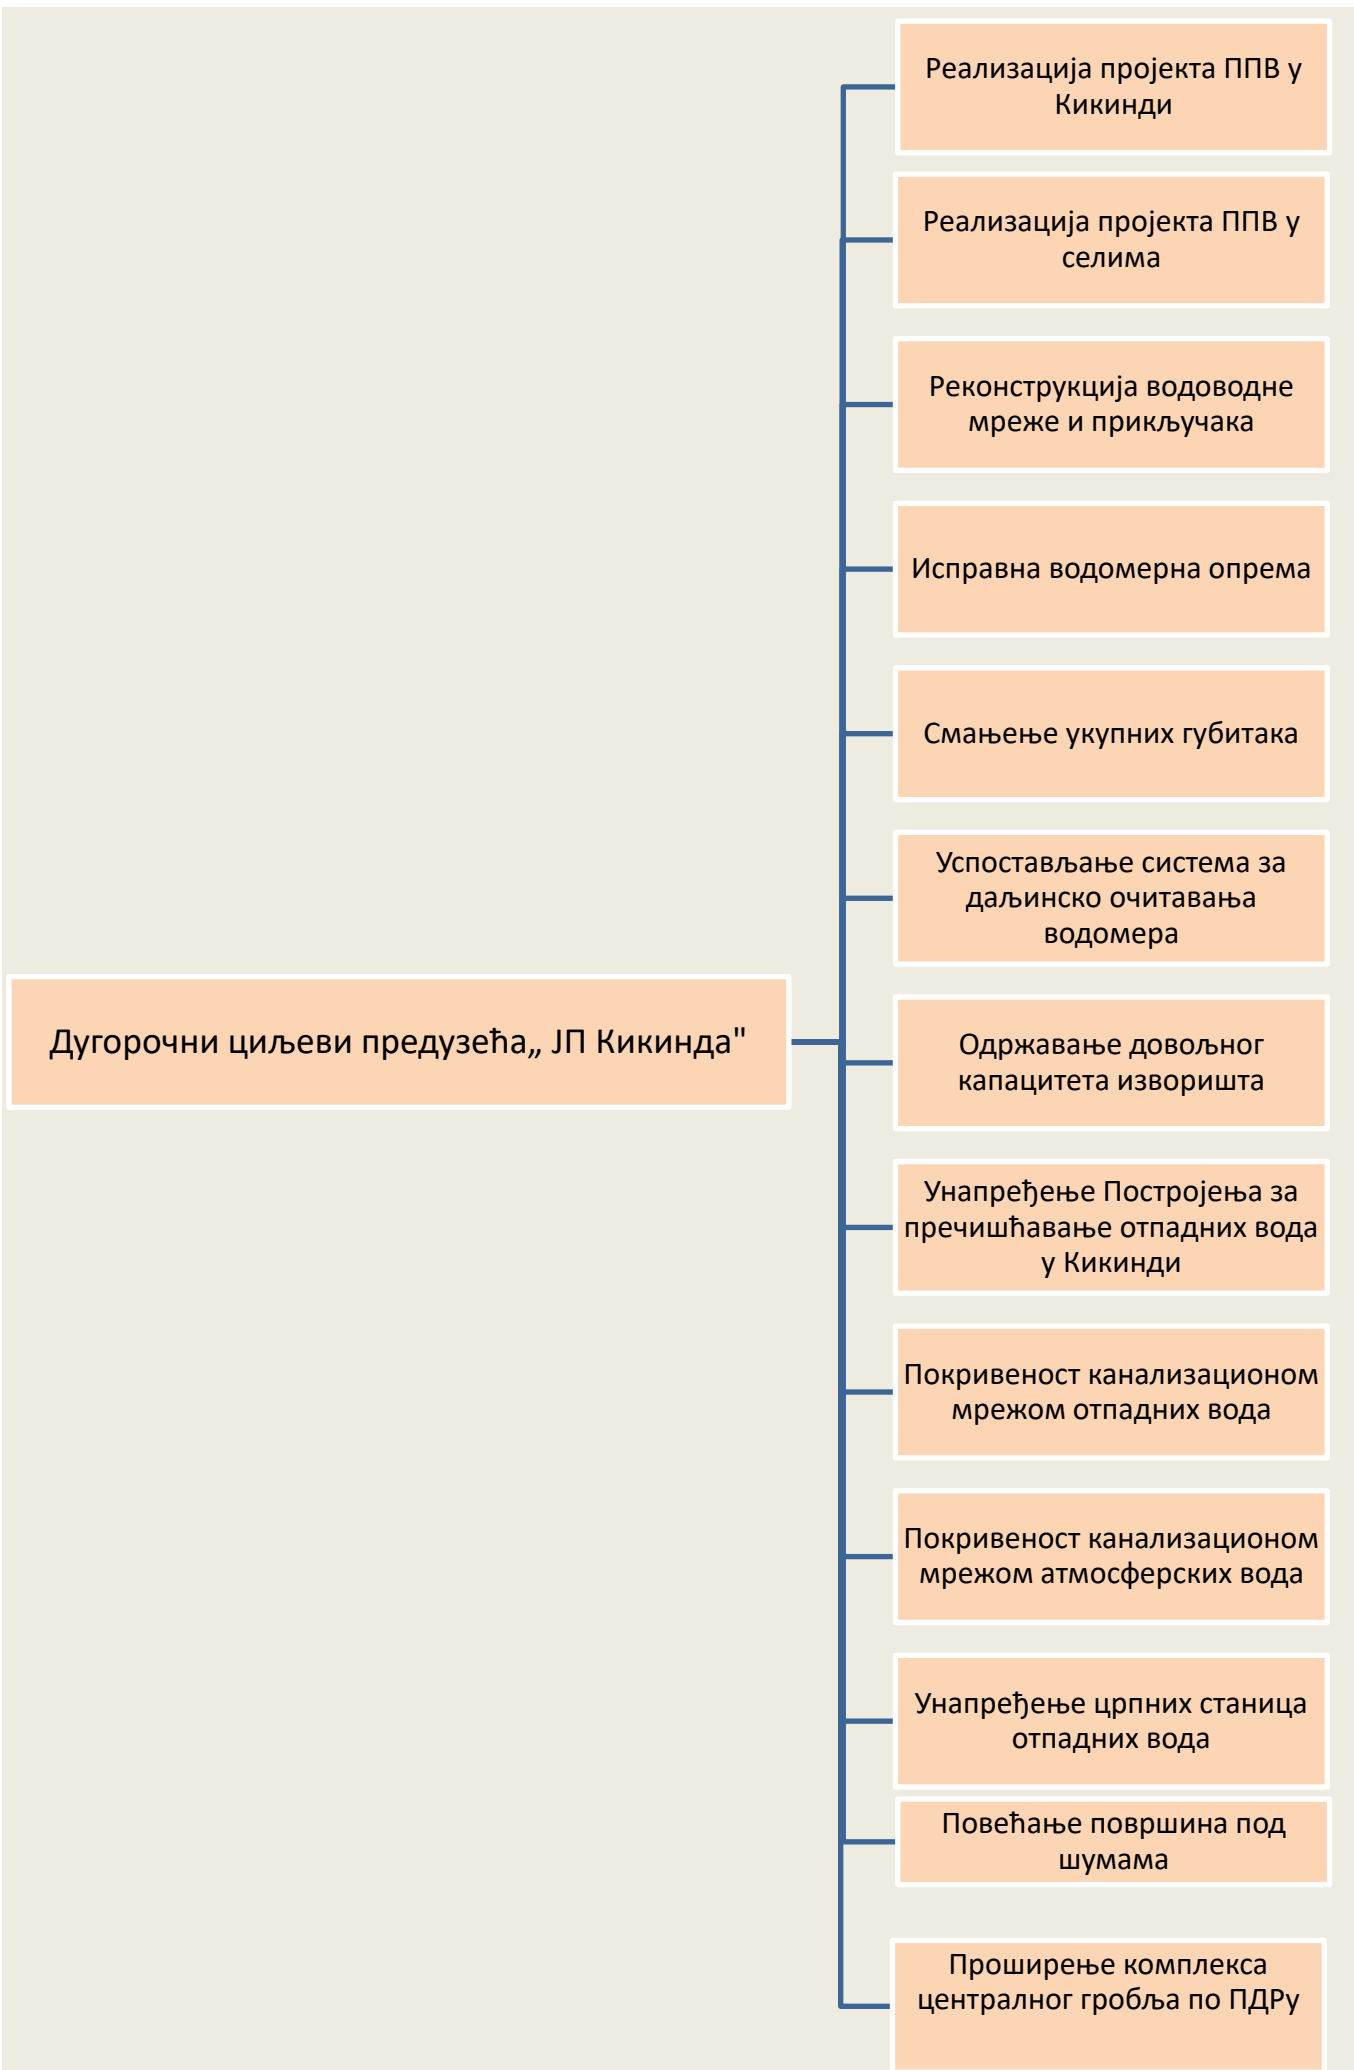 Реализација пројекта ППВ у
Кикинди
Реализација пројекта ППВ у
селима
Реконструкција водоводне
мреже и прикључака
Исправна водомерна опрема
Смањење укупних губитака
Успостављање система за
даљинско очитавања
водомера
Дугорочни циљеви предузећа„ ЈП Кикинда"
Одржавање довољног
капацитета изворишта
Унапређење Постројења за
пречишћавање отпадних вода
у Кикинди
Покривеност канализационом
мрежом отпадних вода
Покривеност канализационом
мрежом атмосферских вода
Унапређење црпних станица
отпадних вода
Повећање површина под
шумама
Проширење комплекса
централног гробља по ПДРу